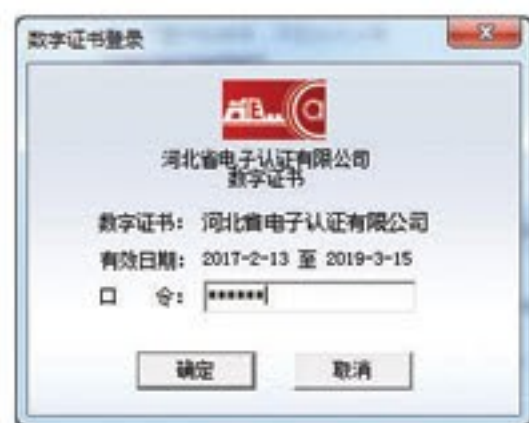 数字证书登录
河北省电子认证有限公司
数字证书
数字证书： 河北省电子认证有限公司
有效日期： 2017-2-13 至 2019-3-15
口 令： ******
确定 取消